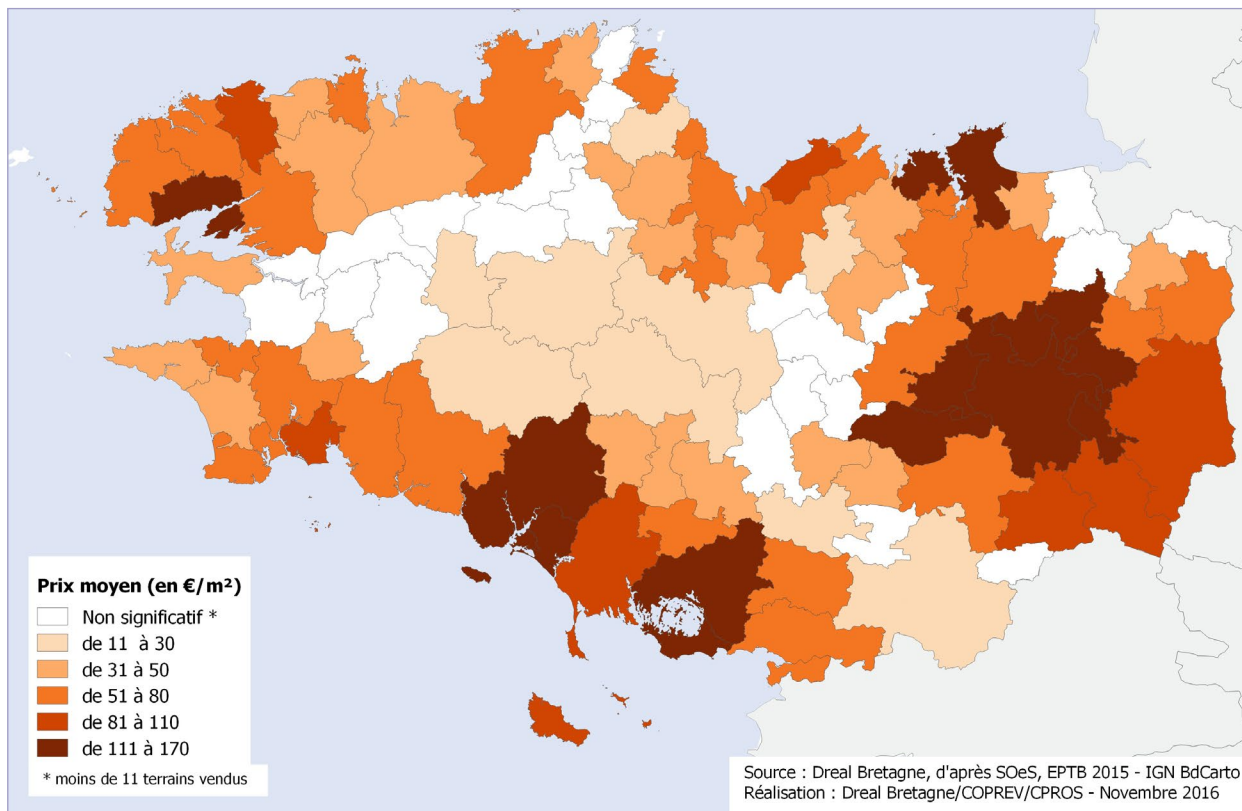 Prix moyen (en €/m²)
Non significatif *
de 11 à 30
de 31 à 50
de 51 à 80
de 81 à 110
de 111 à 170
* moins de 11 terrains vendus
Source : Dreal Bretagne, d'après SOeS, EPTB 2015 - IGN BdCarto
Réalisation : Dreal Bretagne/COPREV/CPROS - Novembre 2016